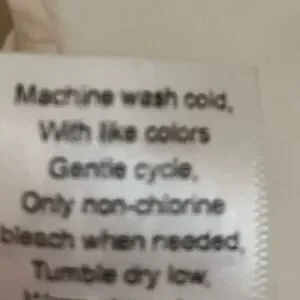 Machine wash cold,
With like colors
Gentle cycle,
Only non-chlorine
bleach when needed,
Tumble dry low,